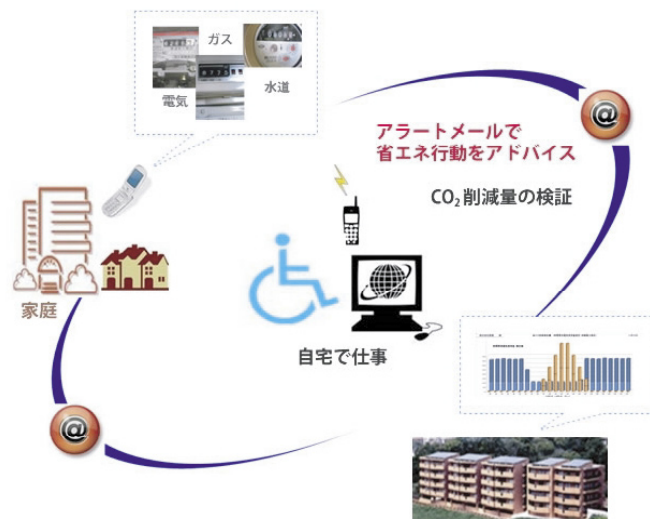 ガス
電気
水道
@
アラートメールで
省エネ行動をアドバイス
CO₂削減量の検証
家庭
自宅で仕事
@